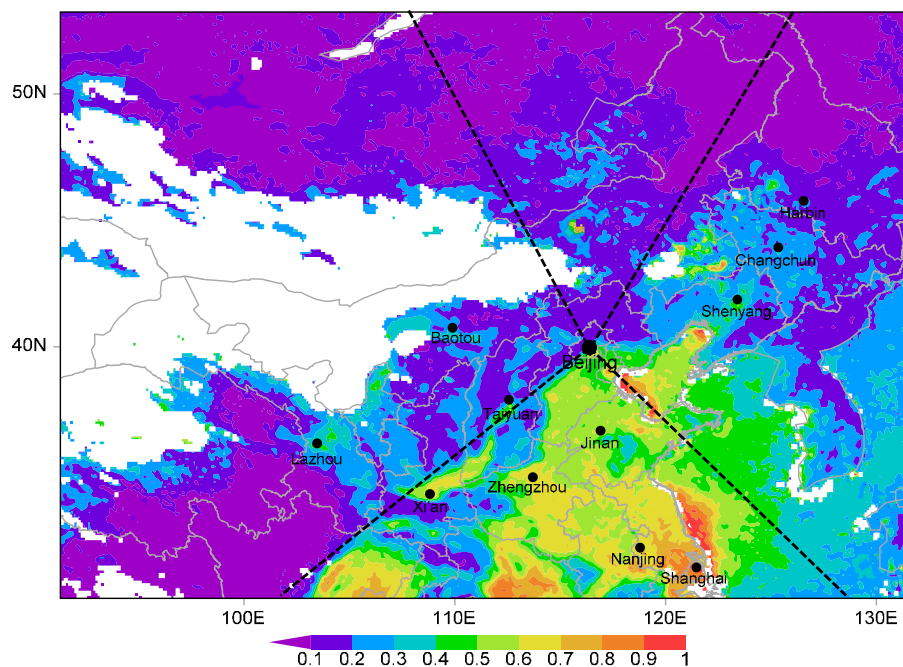 50N
Harbin
Changchun
Shenyang
Baotou
40N
Beijing
Taiyuan
Jinan
Lazhou
Zhengzhou
Xi'an
Nanjing
Shanghai
100E 110E 120E 130E
0.1 0.2 0.3 0.4 0.5 0.6 0.7 0.8 0.9 1